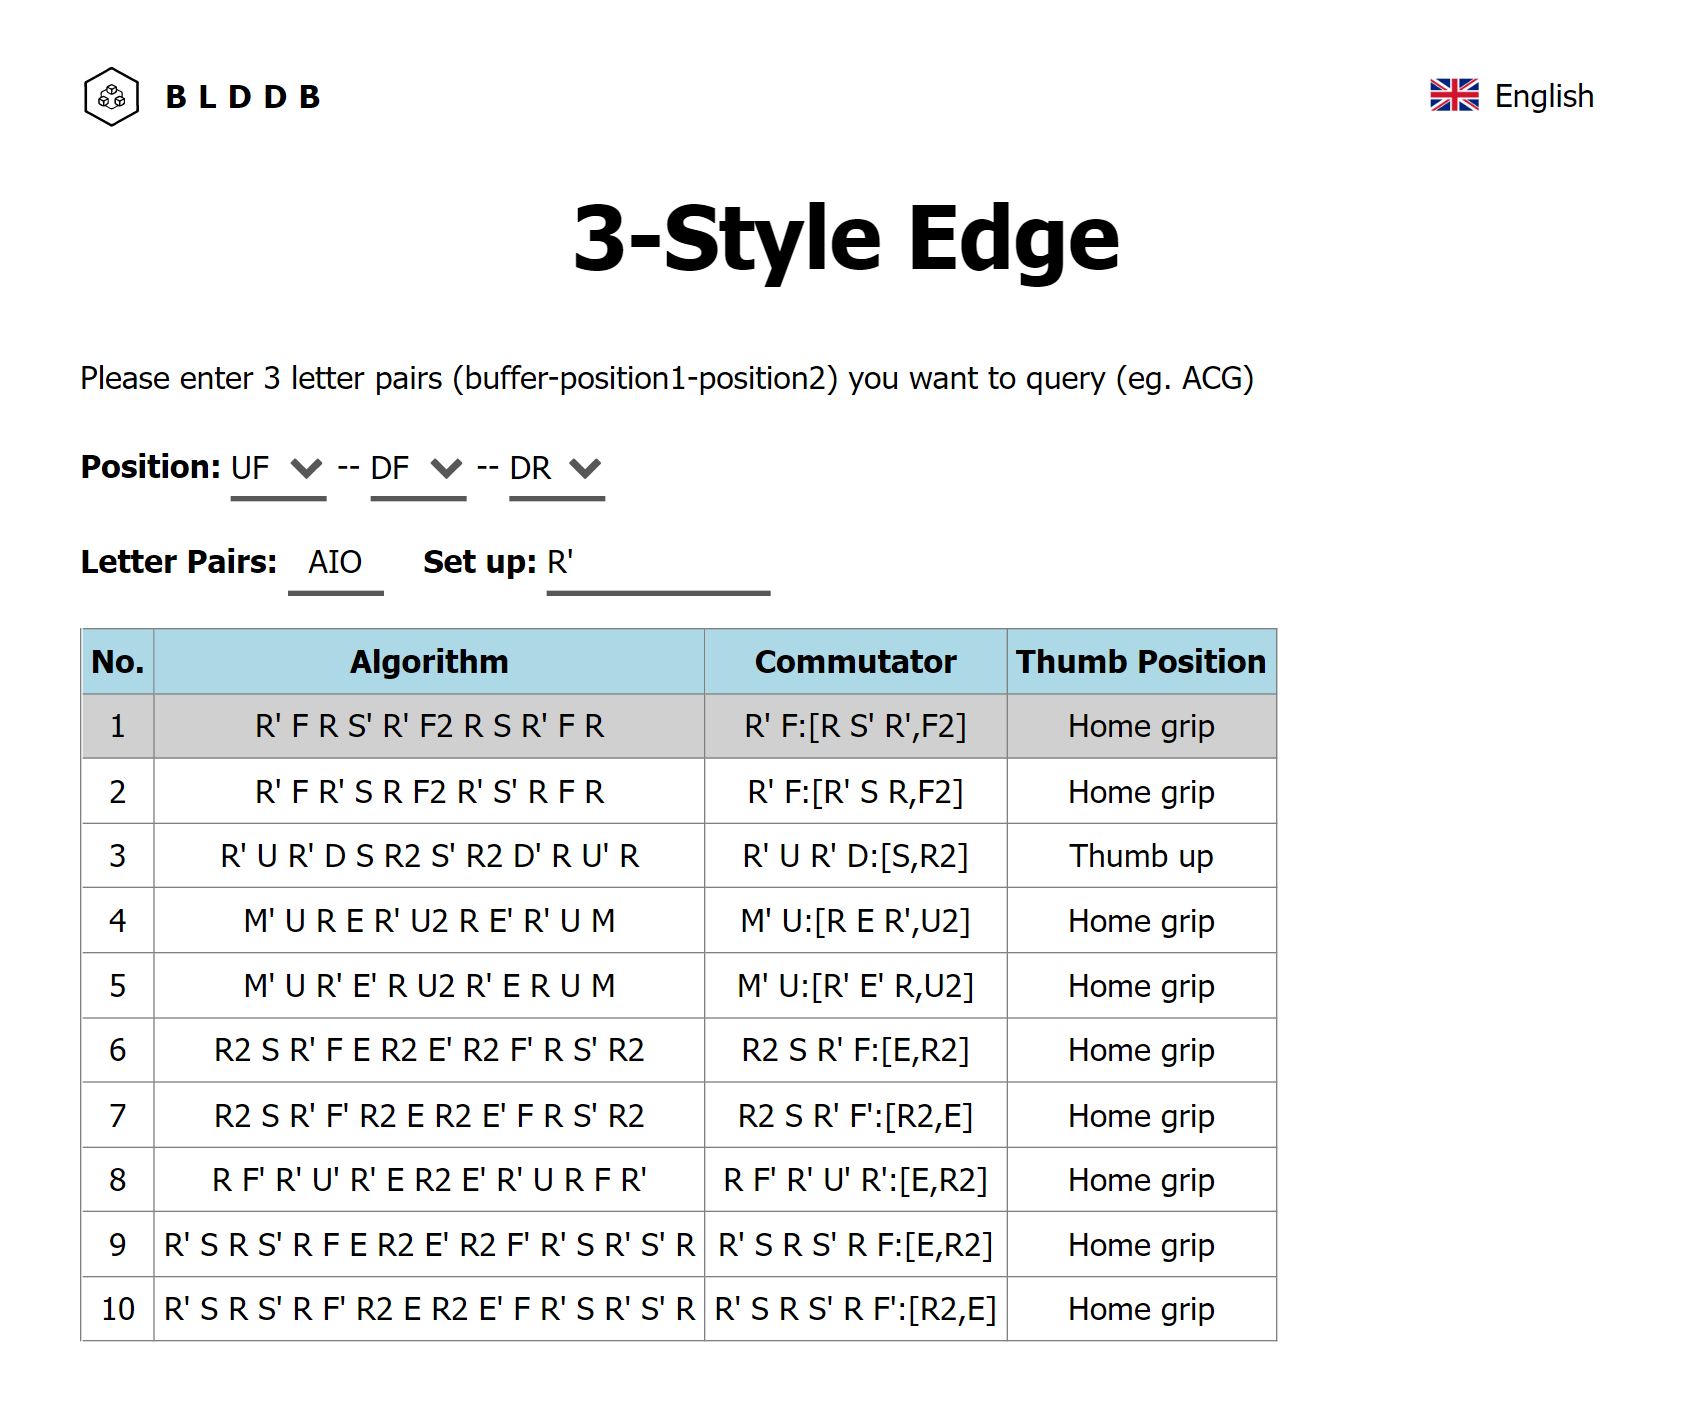 BLDDB
English
3-Style Edge
Please enter 3 letter pairs (buffer-position1-position2) you want to query (eg. ACG)
Position: UF -- DF -- DR
Letter Pairs: AIO Set up: R'
No. Algorithm Commutator Thumb Position
1 R' F R S' R' F2 R S R' F R R' F:[R S' R',F2] Home grip
2 R' F R' S R F2 R' S' R F R R' F:[R' S R,F2] Home grip
3 R' U R' D S R2 S' R2 D' R U' R R' U R' D:[S,R2] Thumb up
4 M' U R E R' U2 R E' R' U M M' U:[R E R',U2] Home grip
5 M' U R' E' R U2 R' E R U M M' U:[R' E' R,U2] Home grip
6 R2 S R' F E R2 E' R2 F' R S' R2 R2 S R' F:[E,R2] Home grip
7 R2 S R' F' R2 E R2 E' F R S' R2 R2 S R' F':[R2,E] Home grip
8 R F' R' U' R' E R2 E' R' U R F R' R F' R' U' R':[E,R2] Home grip
9 R' S R S' R F E R2 E' R2 F' R' S R' S' R R' S R S' R F:[E,R2] Home grip
10 R' S R S' R F' R2 E R2 E' F R' S R' S' R R' S R S' R F':[R2,E] Home grip